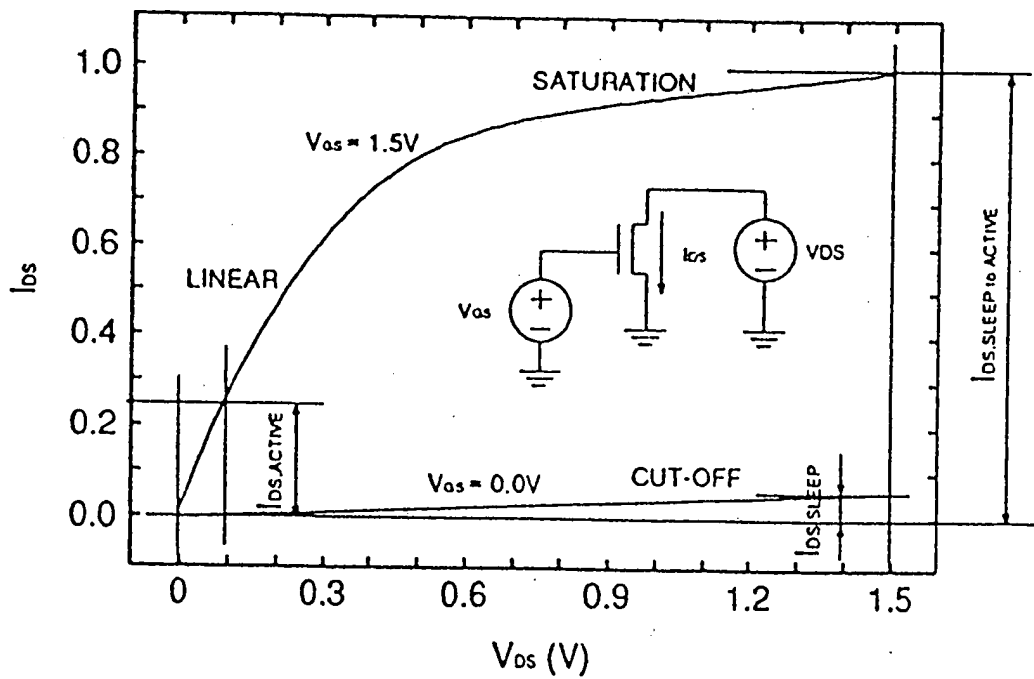 1.0
0.8
0.6
0.4
0.2
0.0
IDS
SATURATION
VGS = 1.5V
LINEAR
VGS
IDS
VDS
IDS.ACTIVE
VGS = 0.0V
CUT-OFF
IDS.SLEEP
IDS.SLEEP to ACTIVE
0 0.3 0.6 0.9 1.2 1.5
VDS (V)